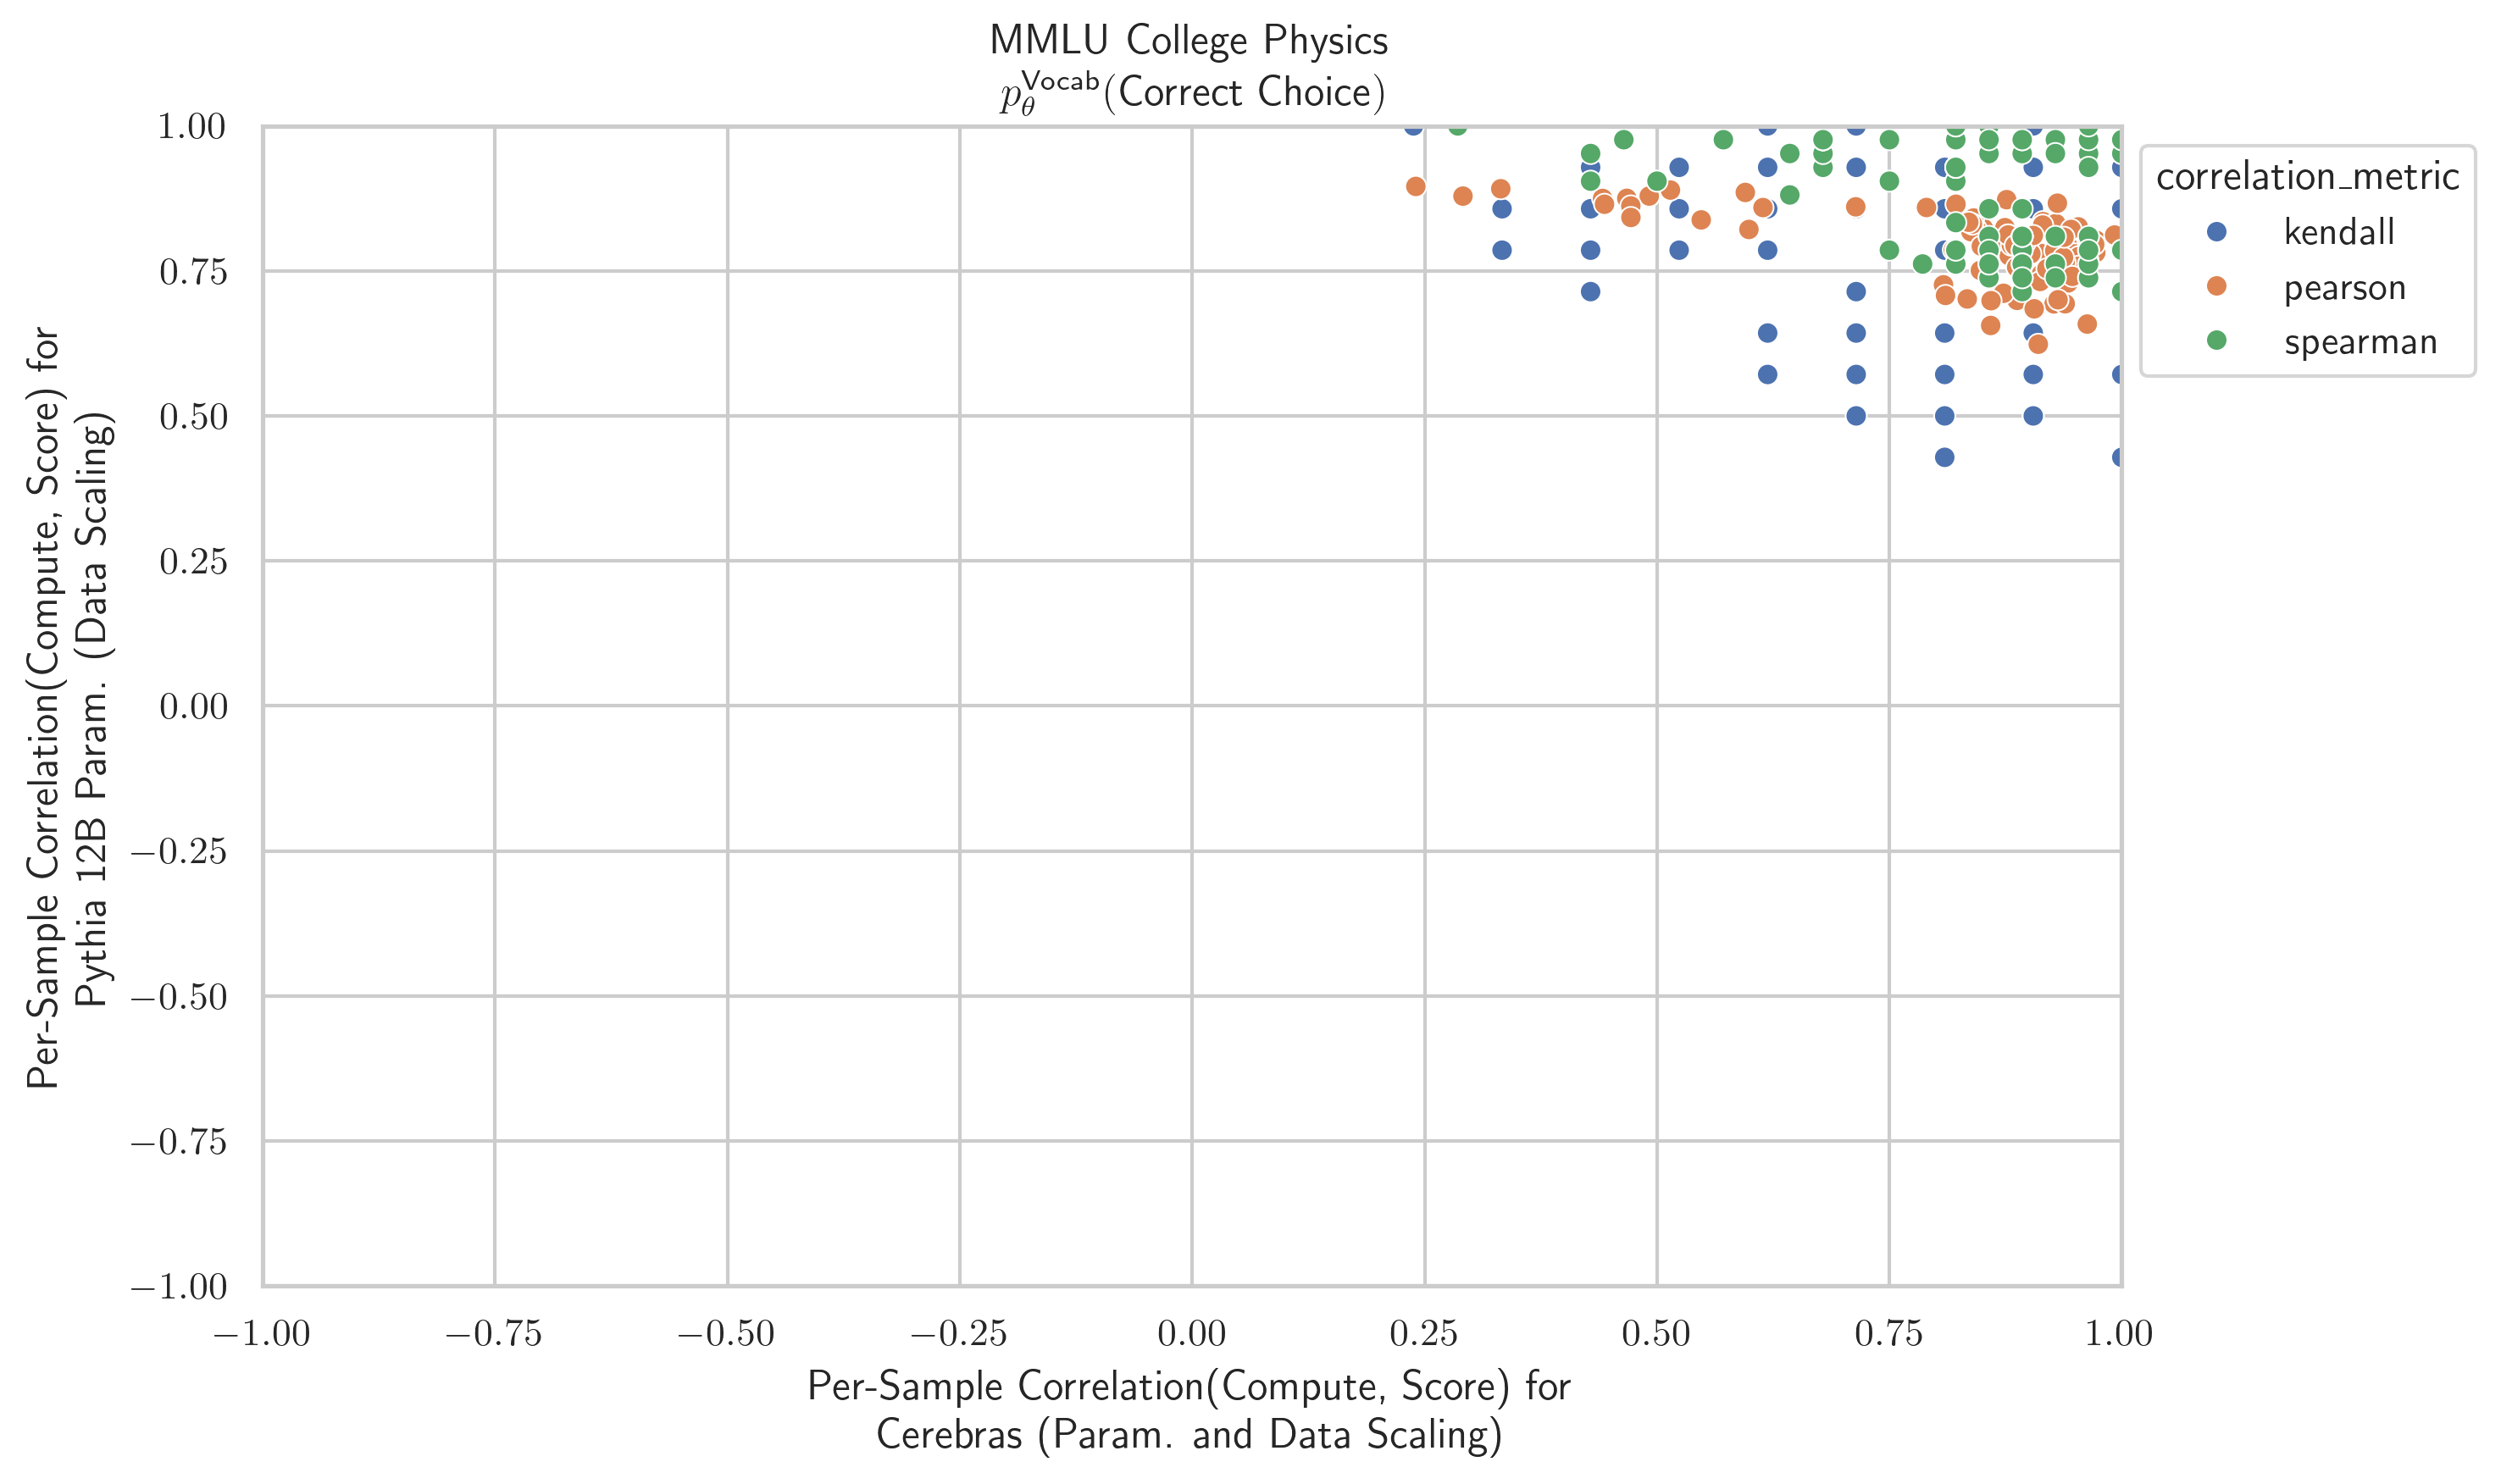 MMLU College Physics
p_θ^Vocab(Correct Choice)
1.00
0.75
0.50
0.25
0.00
−0.25
−0.50
−0.75
−1.00
Per-Sample Correlation(Compute, Score) for
Pythia 12B Param. (Data Scaling)
correlation_metric
kendall
pearson
spearman
−1.00 −0.75 −0.50 −0.25 0.00 0.25 0.50 0.75 1.00
Per-Sample Correlation(Compute, Score) for
Cerebras (Param. and Data Scaling)